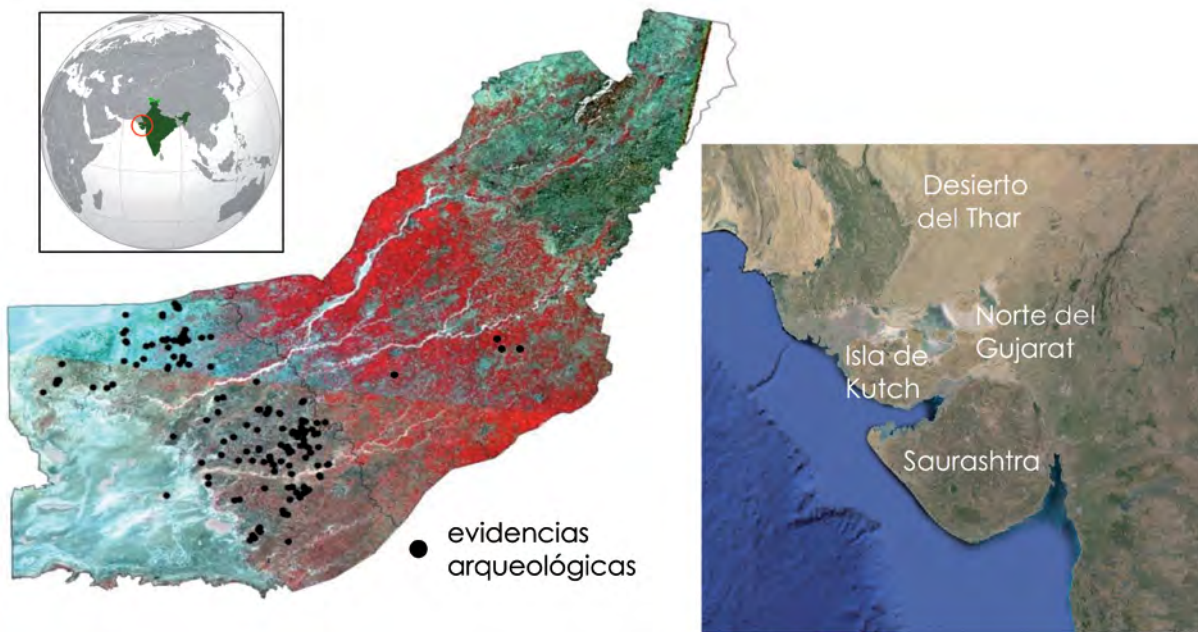 Desierto
del Thar
Norte del
Gujarat
Isla de
Kutch
Saurashtra
evidencias
arqueológicas